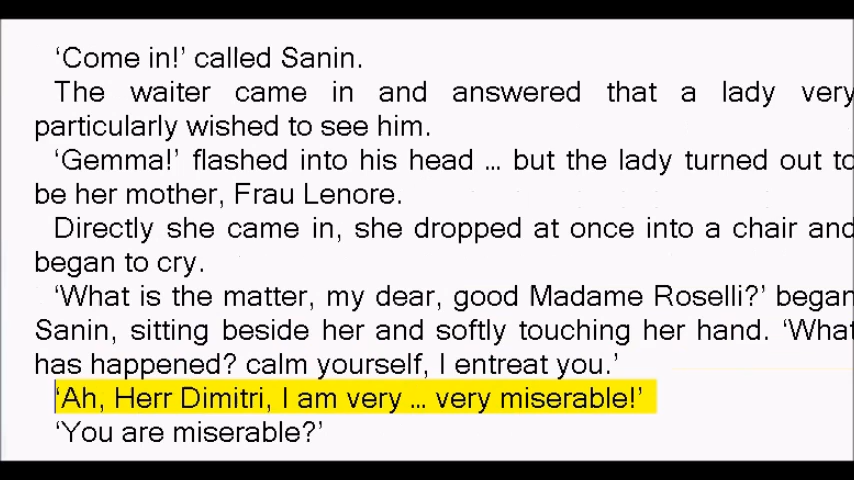 ‘Come in!’ called Sanin.
The waiter came in and answered that a lady very
particularly wished to see him.
‘Gemma!’ flashed into his head ... but the lady turned out to
be her mother, Frau Lenore.
Directly she came in, she dropped at once into a chair and
began to cry.
‘What is the matter, my dear, good Madame Roselli?’ began
Sanin, sitting beside her and softly touching her hand. ‘What
has happened? calm yourself, I entreat you.’
‘Ah, Herr Dimitri, I am very ... very miserable!’
‘You are miserable?’